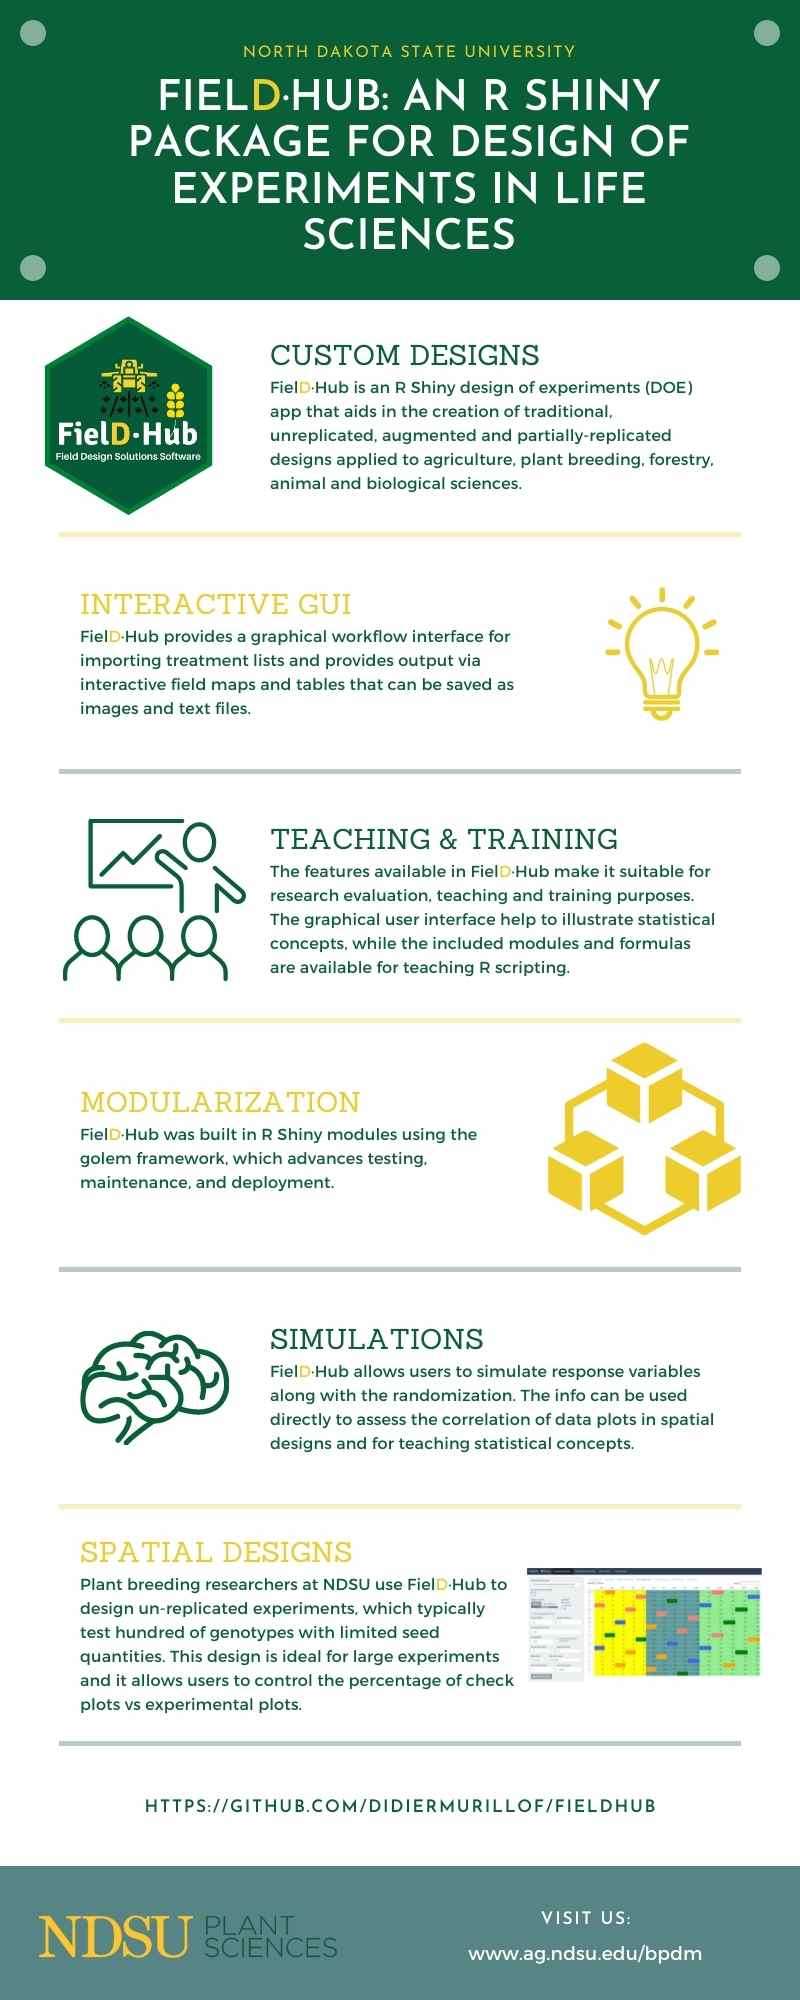 NORTH DAKOTA STATE UNIVERSITY
FIELD·HUB: AN R SHINY
PACKAGE FOR DESIGN OF
EXPERIMENTS IN LIFE
SCIENCES
FielD·Hub
Field Design Solutions Software
CUSTOM DESIGNS
FielD·Hub is an R Shiny design of experiments (DOE)
app that aids in the creation of traditional,
unreplicated, augmented and partially-replicated
designs applied to agriculture, plant breeding, forestry,
animal and biological sciences.
INTERACTIVE GUI
FielD·Hub provides a graphical workflow interface for
importing treatment lists and provides output via
interactive field maps and tables that can be saved as
images and text files.
TEACHING & TRAINING
The features available in FielD·Hub make it suitable for
research evaluation, teaching and training purposes.
The graphical user interface help to illustrate statistical
concepts, while the included modules and formulas
are available for teaching R scripting.
MODULARIZATION
FielD·Hub was built in R Shiny modules using the
golem framework, which advances testing,
maintenance, and deployment.
SIMULATIONS
FielD·Hub allows users to simulate response variables
along with the randomization. The info can be used
directly to assess the correlation of data plots in spatial
designs and for teaching statistical concepts.
SPATIAL DESIGNS
Plant breeding researchers at NDSU use FielD·Hub to
design un-replicated experiments, which typically
test hundred of genotypes with limited seed
quantities. This design is ideal for large experiments
and it allows users to control the percentage of check
plots vs experimental plots.
HTTPS://GITHUB.COM/DIDIERMURILLOF/FIELDHUB
NDSU PLANT
SCIENCES
VISIT US:
www.ag.ndsu.edu/bpdm